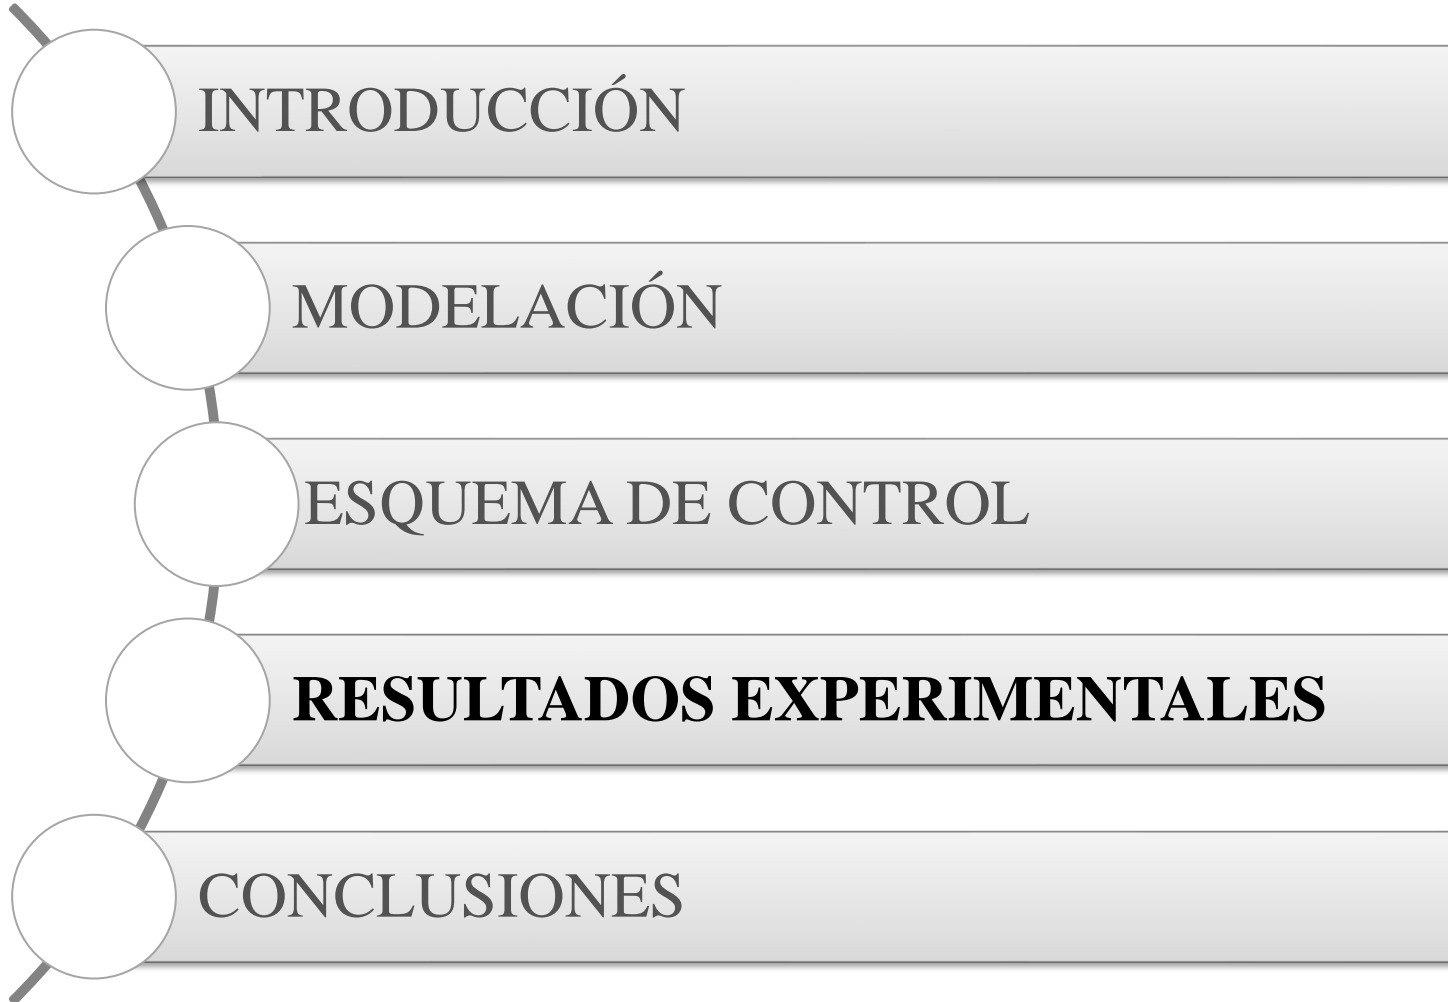 INTRODUCCIÓN
MODELACIÓN
ESQUEMA DE CONTROL
RESULTADOS EXPERIMENTALES
CONCLUSIONES